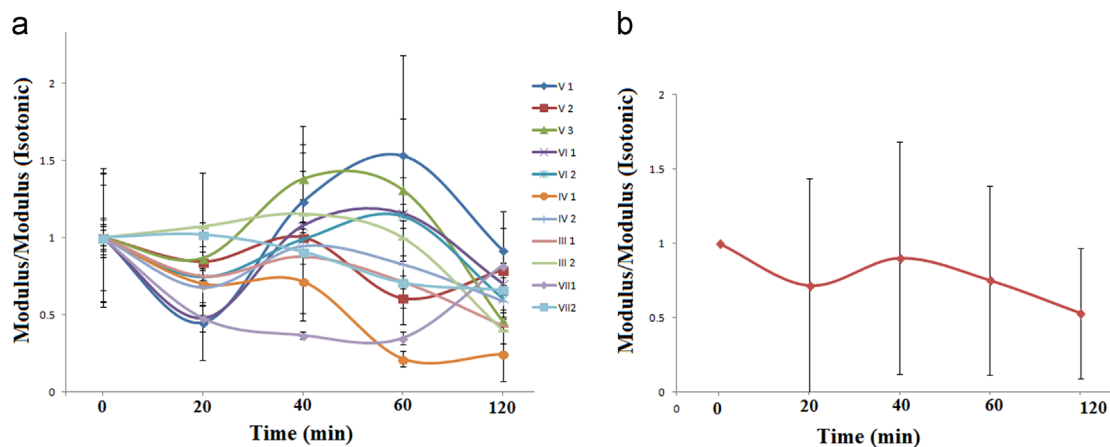 a
Modulus/Modulus (Isotonic)
2
1.5
1
0.5
0
0 20 40 60 120
Time (min)
V 1
V 2
V 3
VI 1
VI 2
IV 1
IV 2
III 1
III 2
VII1
VII2
b
Modulus/Modulus (Isotonic)
2
1.5
1
0.5
0
0 20 40 60 120
Time (min)